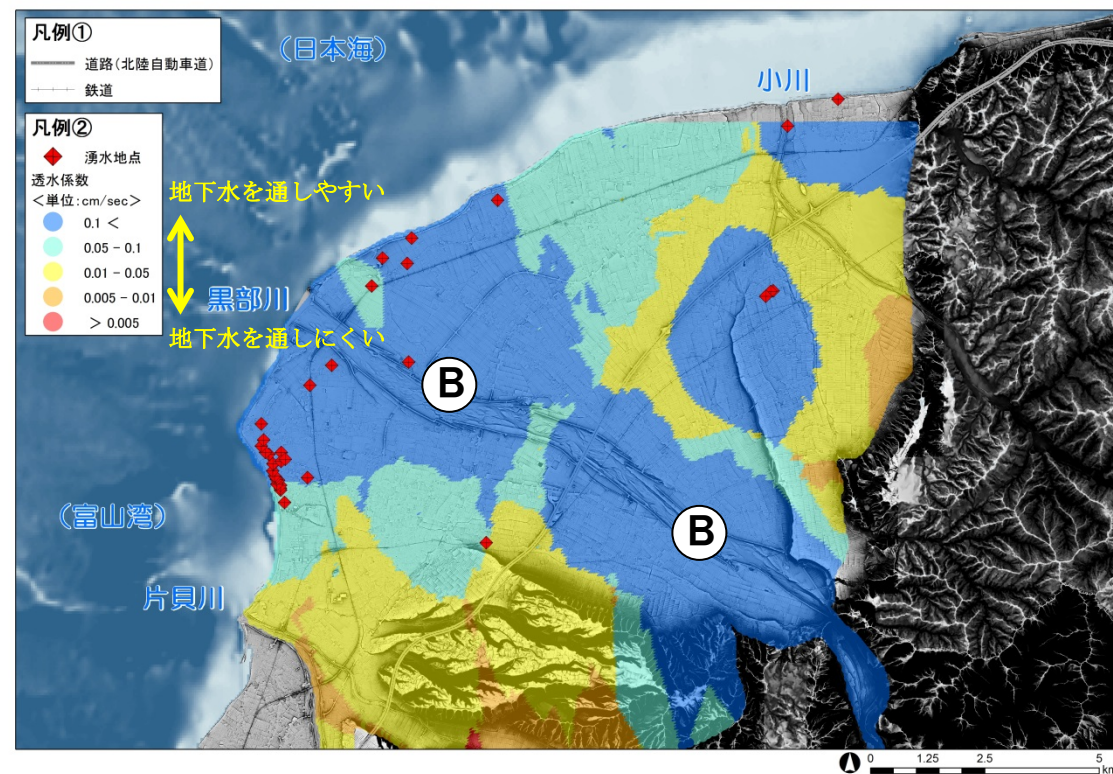 凡例①
道路(北陸自動車道)
鉄道
凡例②
湧水地点
透水係数
<単位:cm/sec>
0.1 <
0.05 - 0.1
0.01 - 0.05
0.005 - 0.01
> 0.005
地下水を通しやすい
地下水を通しにくい
(日本海)
小川
黒部川
B
B
(富山湾)
片貝川
0 1.25 2.5 5
km